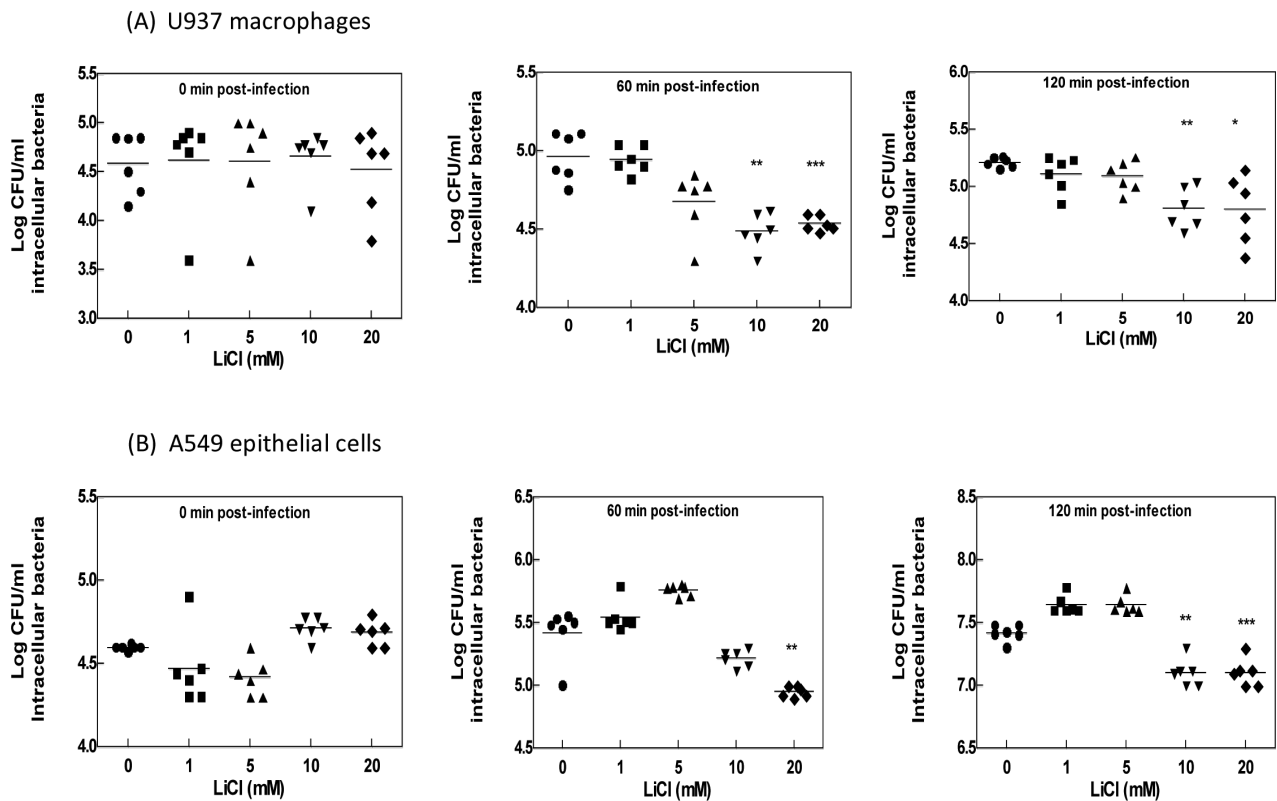 (A) U937 macrophages
0 min post-infection
Log CFU/ml
intracellular bacteria
5.5
5.0
4.5
4.0
3.5
3.0
0 1 5 10 20
LiCl (mM)
60 min post-infection
Log CFU/ml
intracellular bacteria
5.5
5.0
4.5
4.0
** ***
0 1 5 10 20
LiCl (mM)
120 min post-infection
Log CFU/ml
intracellular bacteria
6.0
5.5
5.0
4.5
4.0
** *
0 1 5 10 20
LiCl (mM)
(B) A549 epithelial cells
0 min post-infection
Log CFU/ml
Intracellular bacteria
5.5
5.0
4.5
4.0
0 1 5 10 20
LiCl (mM)
60 min post-infection
Log CFU/ml
intracellular bacteria
6.5
6.0
5.5
5.0
4.5
**
0 1 5 10 20
LiCl (mM)
120 min post-infection
Log CFU/ml
Intracellular bacteria
8.5
8.0
7.5
7.0
6.5
** ***
0 1 5 10 20
LiCl (mM)